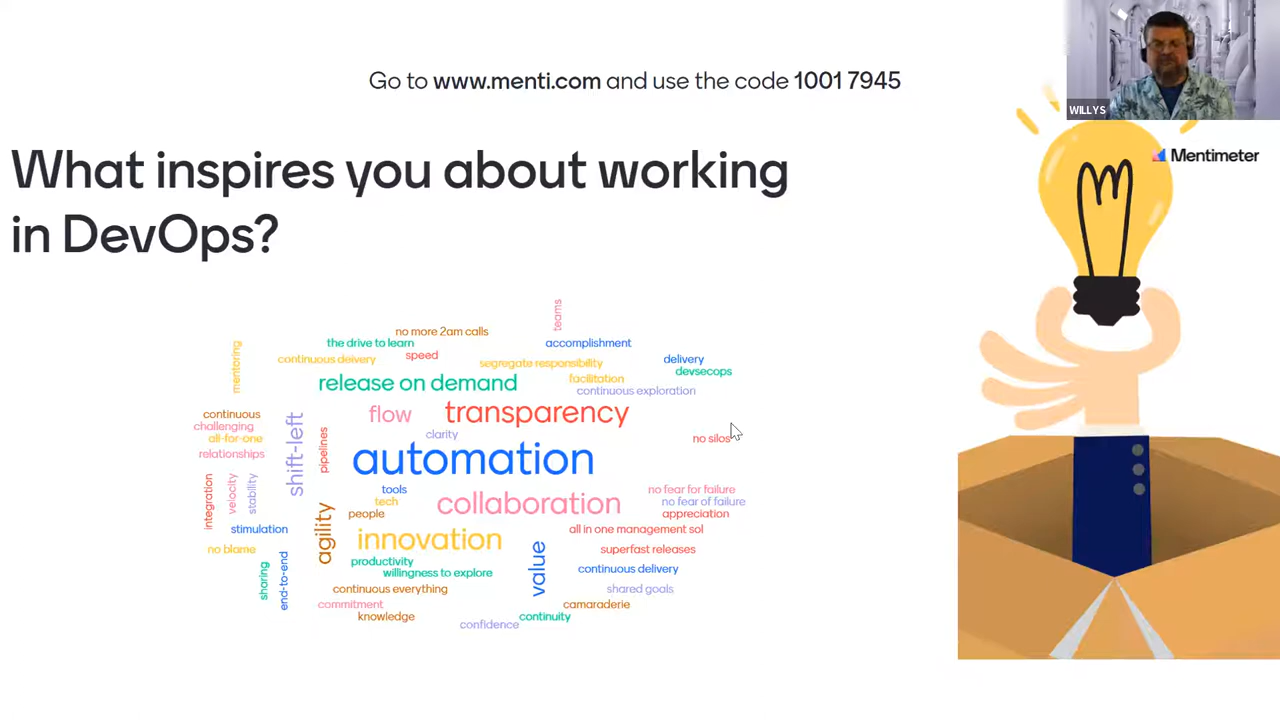 Go to www.menti.com and use the code 1001 7945
WILLYS
Mentimeter
What inspires you about working
in DevOps?
teams
no more 2am calls
the drive to learn
accomplishment
mentoring
continuous deivery
speed
segregate responsibility
delivery
devsecops
release on demand
facilitation
continuous exploration
continuous
flow
transparency
challenging
shift-left
clarity
all-for-one
no silos
pipelines
relationships
automation
integration
velocity
stability
tools
no fear for failure
tech
collaboration
no fear of failure
people
appreciation
stimulation
agility
all in one management sol
innovation
no blame
value
superfast releases
sharing
end-to-end
productivity
willingness to explore
continuous delivery
continuous everything
shared goals
commitment
camaraderie
knowledge
continuity
confidence